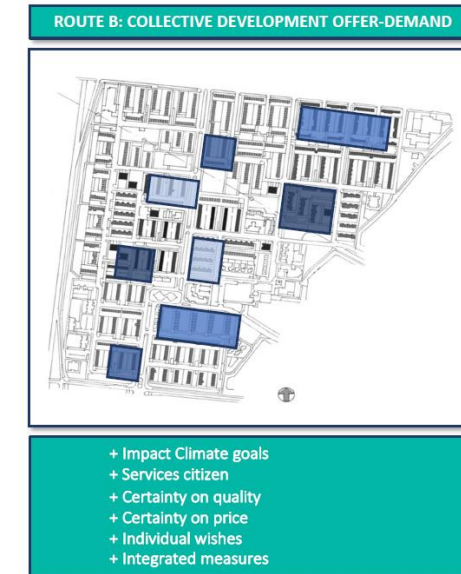 ROUTE B: COLLECTIVE DEVELOPMENT OFFER-DEMAND
+ Impact Climate goals
+ Services citizen
+ Certainty on quality
+ Certainty on price
+ Individual wishes
+ Integrated measures